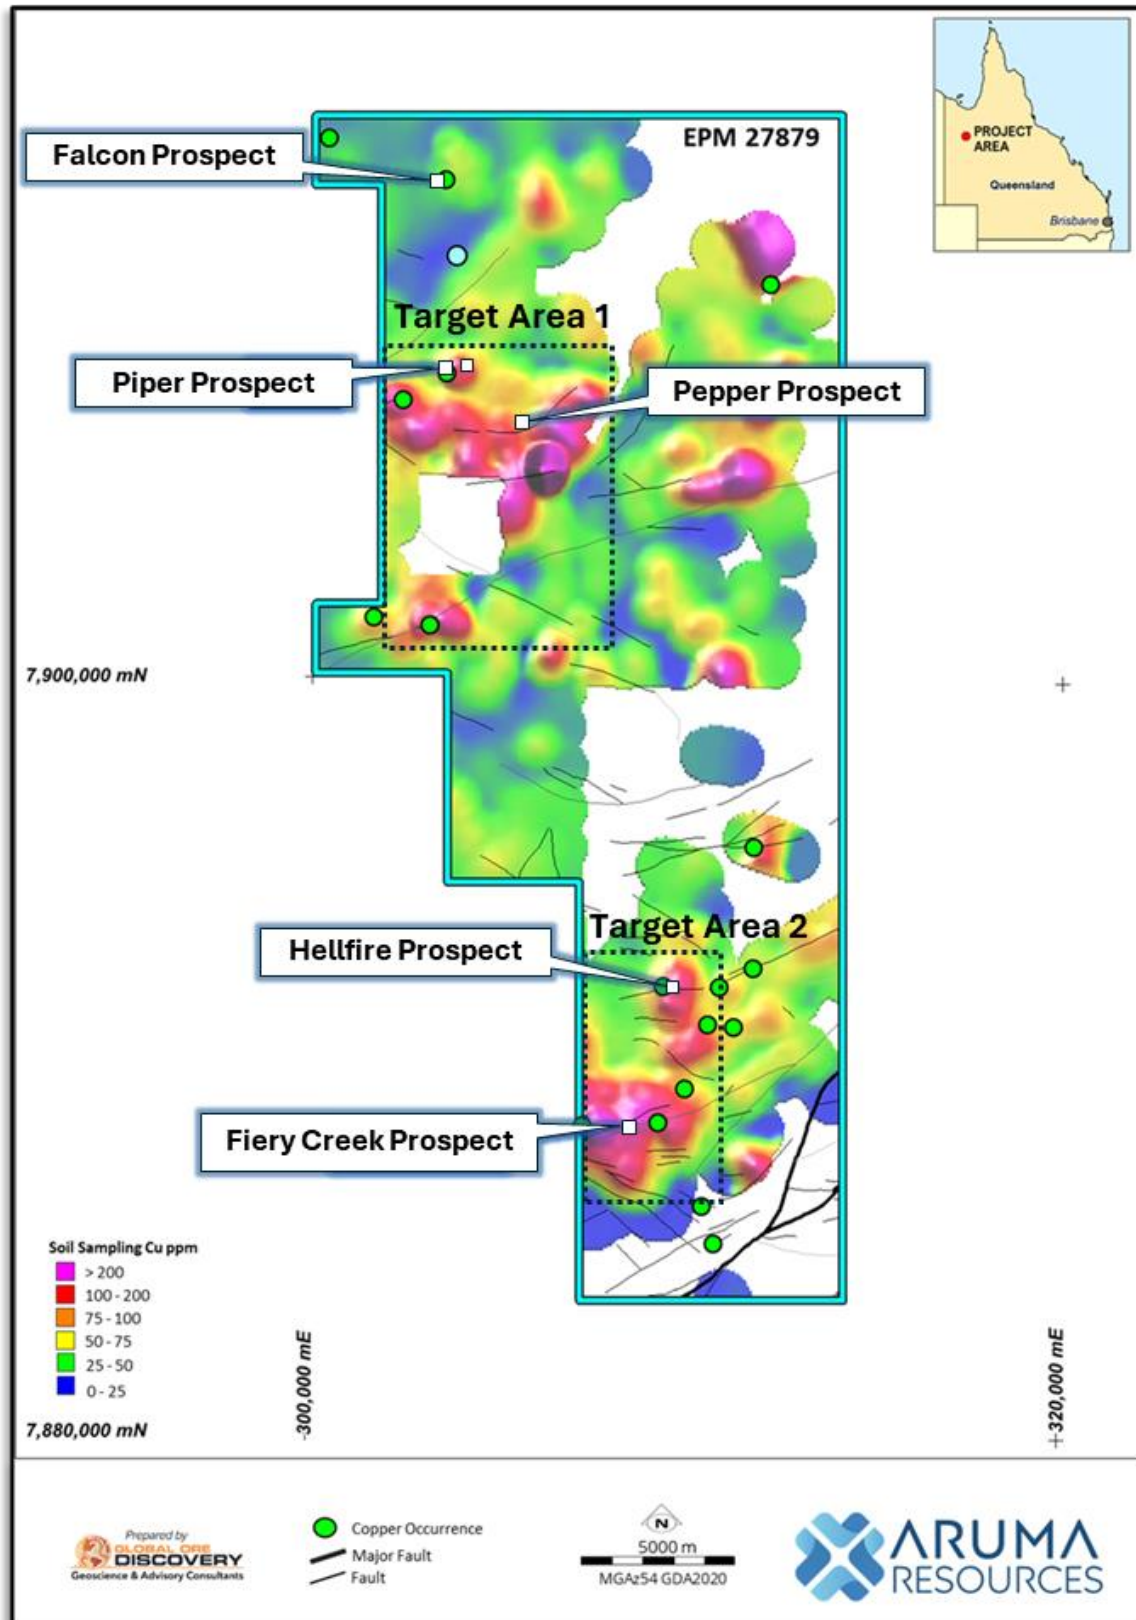 EPM 27879
PROJECT
AREA
Queensland
Brisbane
Falcon Prospect
Target Area 1
Piper Prospect
Pepper Prospect
7,900,000 mN
Target Area 2
Hellfire Prospect
Fiery Creek Prospect
Soil Sampling Cu ppm
> 200
100 - 200
75 - 100
50 - 75
25 - 50
0 - 25
300,000 mE
320,000 mE
7,880,000 mN
Prepared by
GLOBAL ORE
DISCOVERY
Geoscience & Advisory Consultants
Copper Occurrence
Major Fault
Fault
N
5000 m
MGAz54 GDA2020
ARUMA
RESOURCES